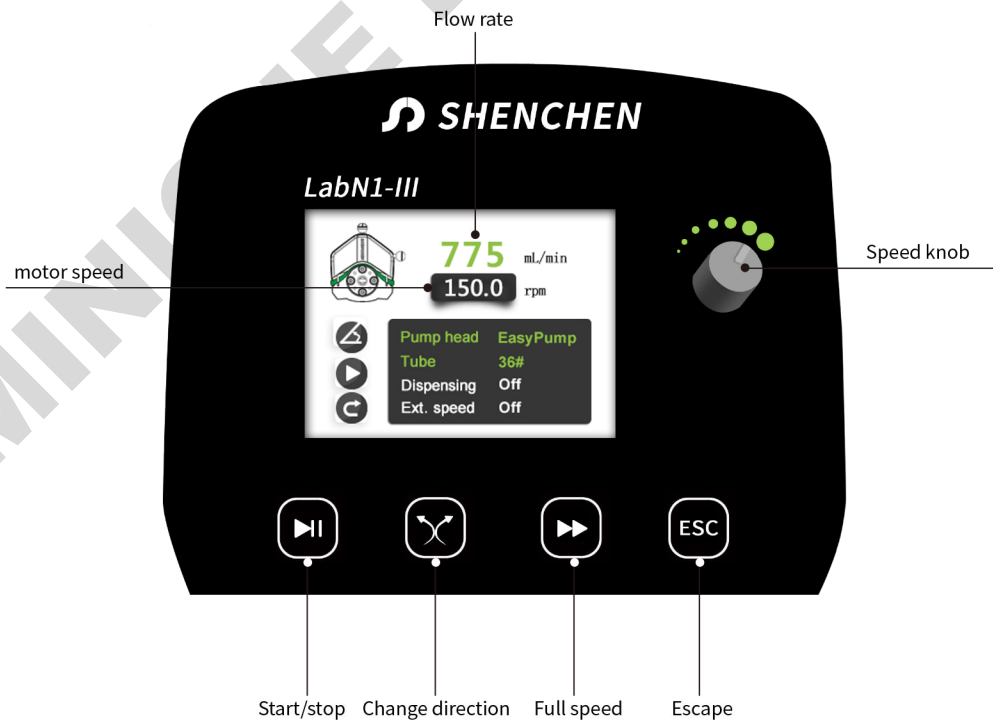 Flow rate
SHENCHEN
LabN1-III
775 mL/min
motor speed
150.0 rpm
Speed knob
Pump head EasyPump
Tube 36#
Dispensing Off
Ext. speed Off
ESC
Start/stop Change direction Full speed Escape